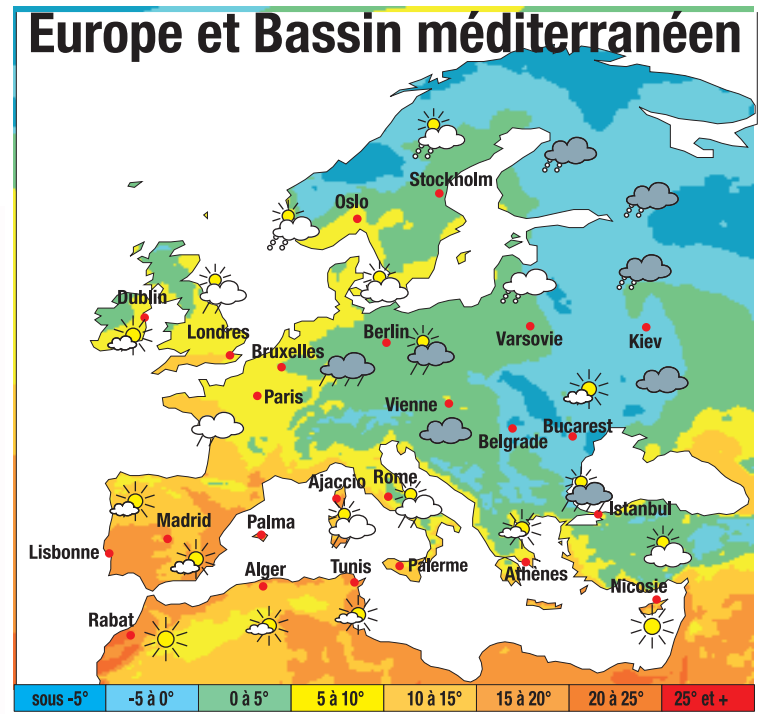 Europe et Bassin méditerranéen
Stockholm
Oslo
Dublin
Londres
Berlin
Varsovie
Kiev
Bruxelles
Paris
Vienne
Belgrade
Bucarest
Ajaccio
Rome
Istanbul
Madrid
Palma
Lisbonne
Alger
Tunis
Palerme
Athènes
Nicosie
Rabat
sous -5° -5 à 0° 0 à 5° 5 à 10° 10 à 15° 15 à 20° 20 à 25° 25° et +